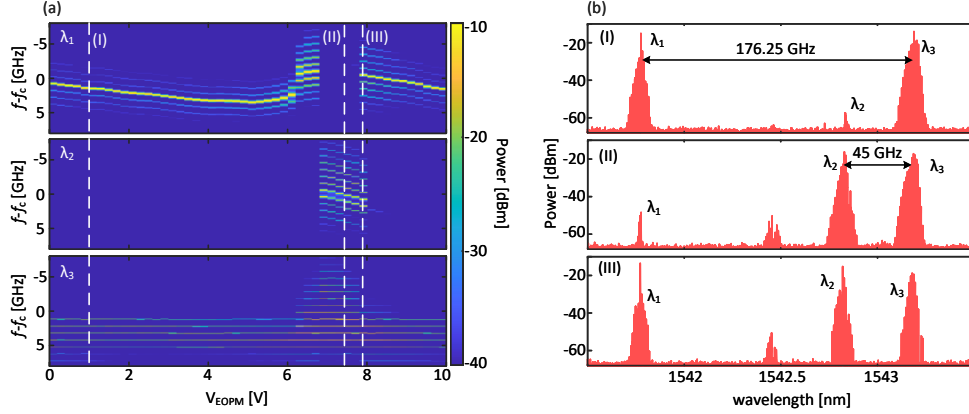 (a)
λ1
(I)
(II)
(III)
-5
0
5
f-fc [GHz]
λ2
-5
0
5
f-fc [GHz]
λ3
-5
0
5
f-fc [GHz]
0
2
4
6
8
10
VEOPM [V]
-10
-20
-30
-40
Power [dBm]
(b)
(I)
λ1
176.25 GHz
λ3
λ2
-20
-40
-60
(II)
λ2
45 GHz
λ3
λ1
-20
-40
-60
Power [dBm]
(III)
λ1
λ2
λ3
-20
-40
-60
1542
1542.5
1543
wavelength [nm]